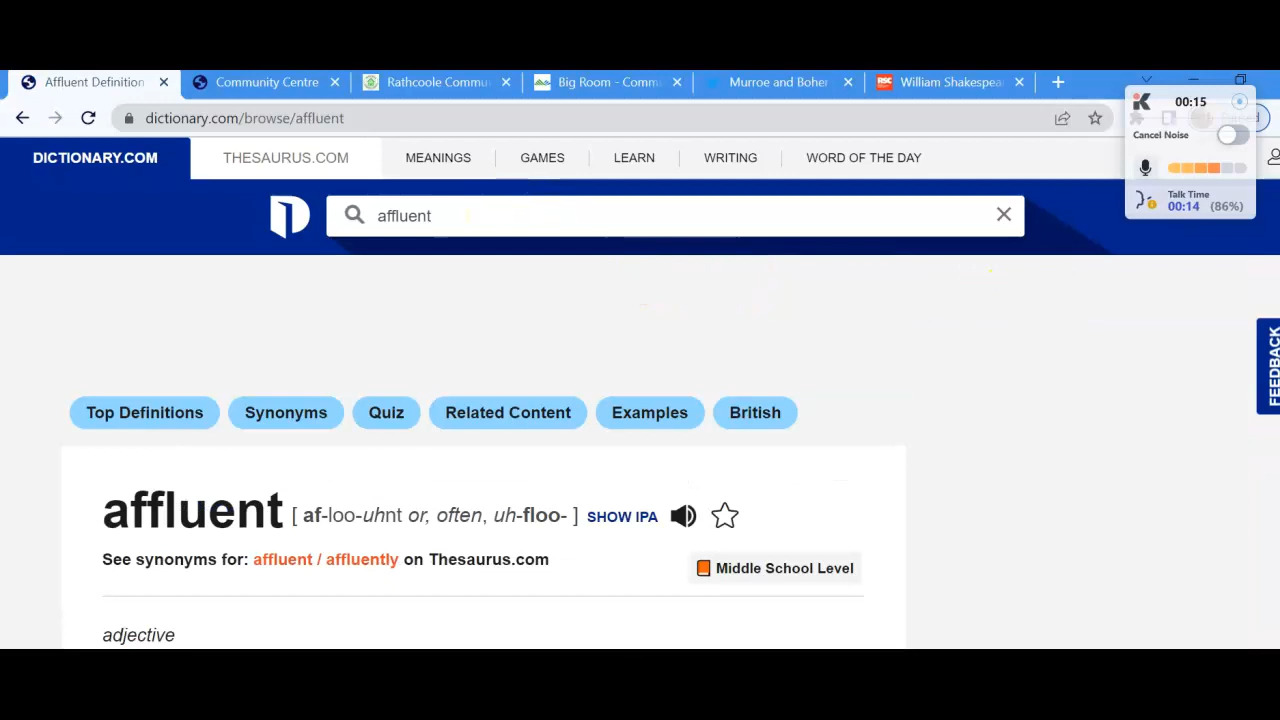 Affluent Definition
Community Centre
Rathcoole Commu
Big Room - Comm
Murroe and Boher
William Shakespea
00:15
dictionary.com/browse/affluent
Cancel Noise
DICTIONARY.COM
THESAURUS.COM
MEANINGS
GAMES
LEARN
WRITING
WORD OF THE DAY
Talk Time
00:14 (86%)
affluent
FEEDBACK
Top Definitions
Synonyms
Quiz
Related Content
Examples
British
affluent [ af-loo-uhnt or, often, uh-floo- ] SHOW IPA
See synonyms for: affluent / affluently on Thesaurus.com
Middle School Level
adjective